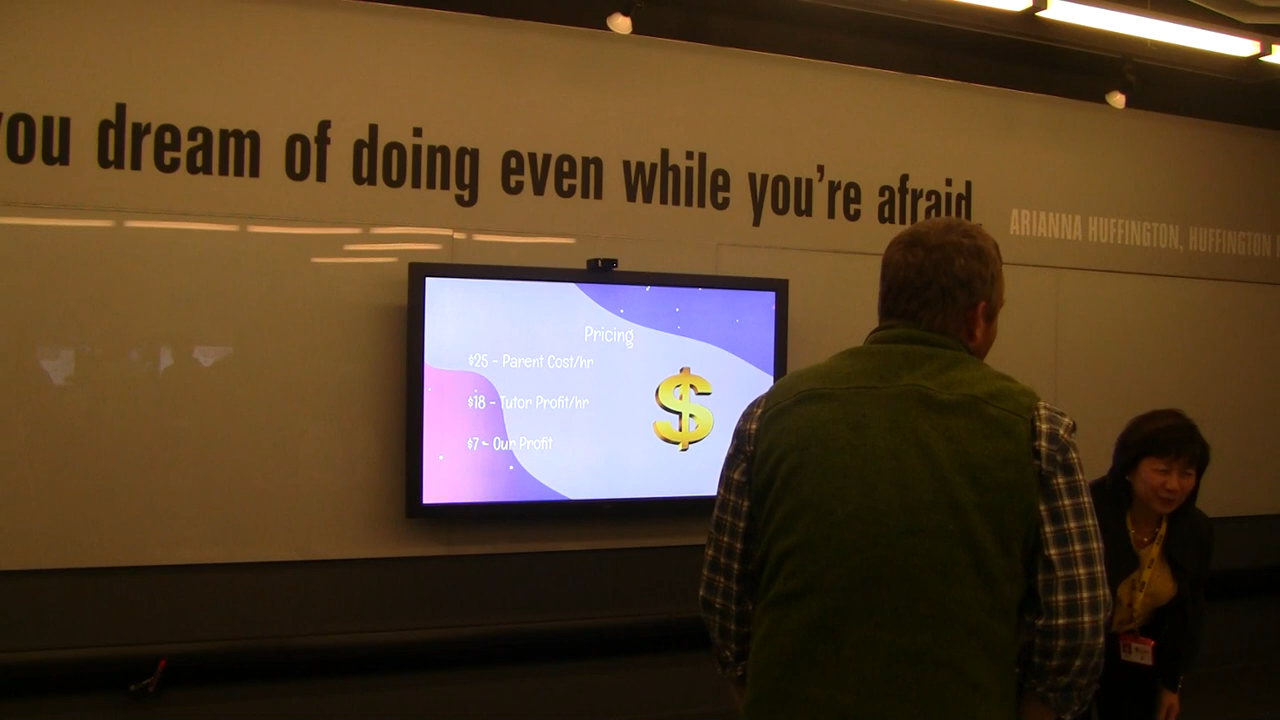 you dream of doing even while you're afraid
ARIANNA HUFFINGTON, HUFFINGTON
Pricing
$25 - Parent Cost/hr
$18 - Tutor Profit/hr
$7 - Our Profit
$